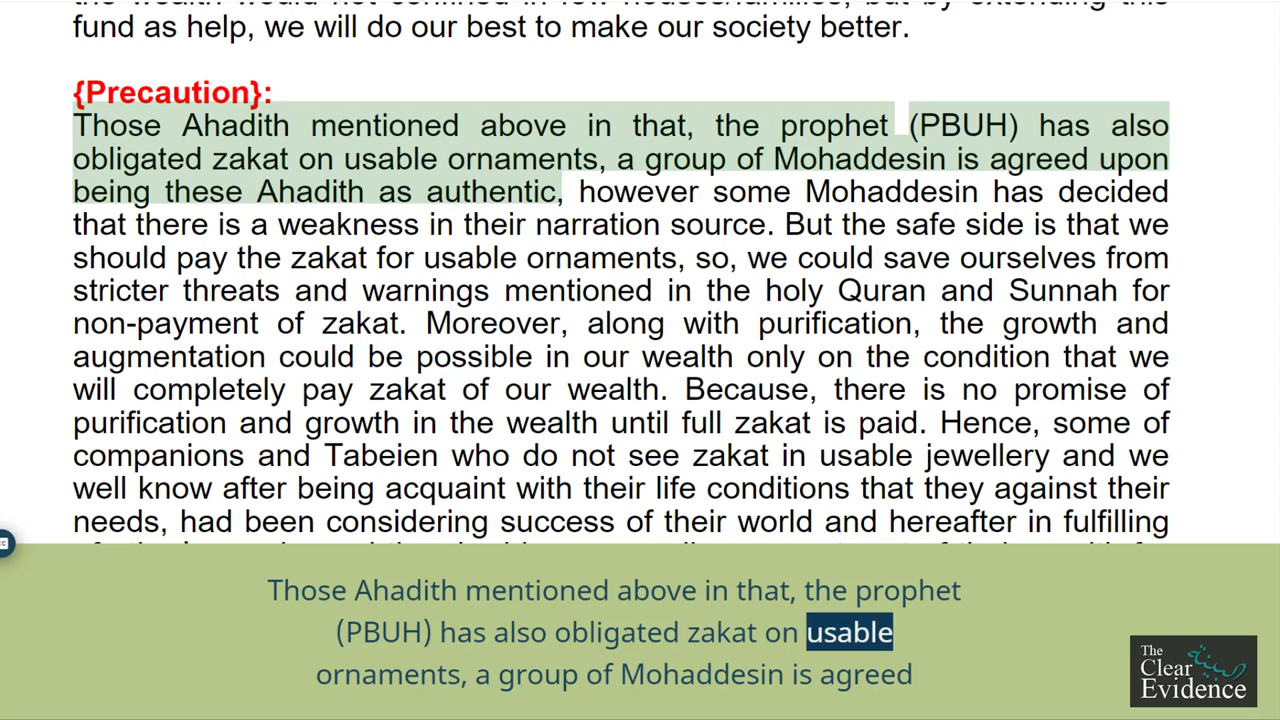 fund as help, we will do our best to make our society better.
{Precaution}:
Those Ahadith mentioned above in that, the prophet (PBUH) has also
obligated zakat on usable ornaments, a group of Mohaddesin is agreed upon
being these Ahadith as authentic, however some Mohaddesin has decided
that there is a weakness in their narration source. But the safe side is that we
should pay the zakat for usable ornaments, so, we could save ourselves from
stricter threats and warnings mentioned in the holy Quran and Sunnah for
non-payment of zakat. Moreover, along with purification, the growth and
augmentation could be possible in our wealth only on the condition that we
will completely pay zakat of our wealth. Because, there is no promise of
purification and growth in the wealth until full zakat is paid. Hence, some of
companions and Tabeien who do not see zakat in usable jewellery and we
well know after being acquaint with their life conditions that they against their
needs, had been considering success of their world and hereafter in fulfilling
Those Ahadith mentioned above in that, the prophet
(PBUH) has also obligated zakat on usable
ornaments, a group of Mohaddesin is agreed
The
Clear
Evidence